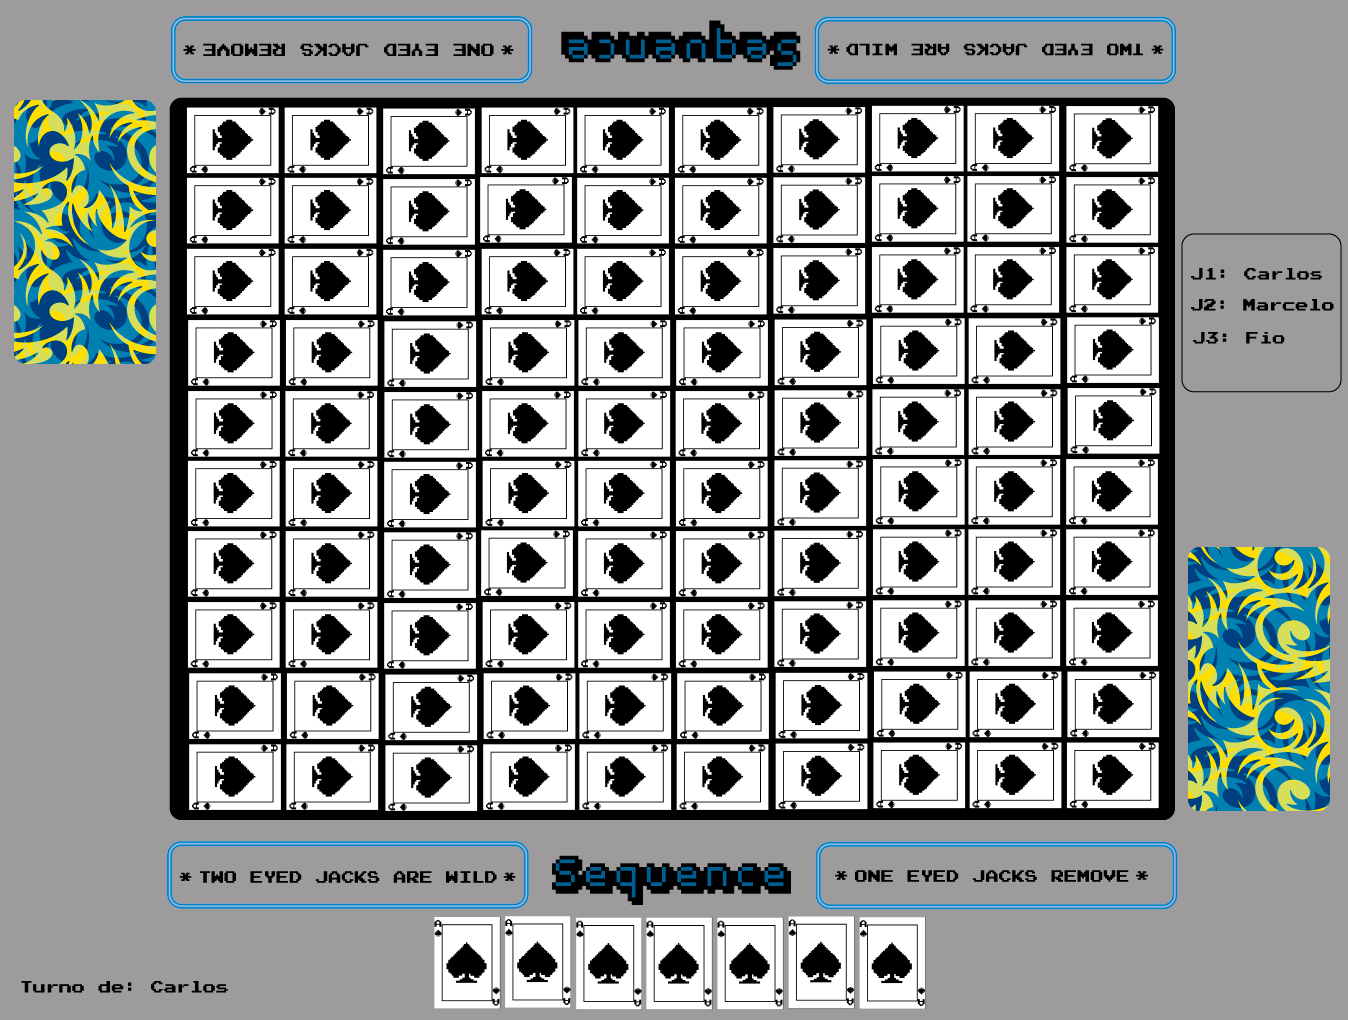 * ONE EYED JACKS REMOVE *
Sequence
* TWO EYED JACKS ARE WILD *
J1: Carlos
J2: Marcelo
J3: Fio
* TWO EYED JACKS ARE WILD *
Sequence
* ONE EYED JACKS REMOVE *
A A A A A A A
Turno de: Carlos